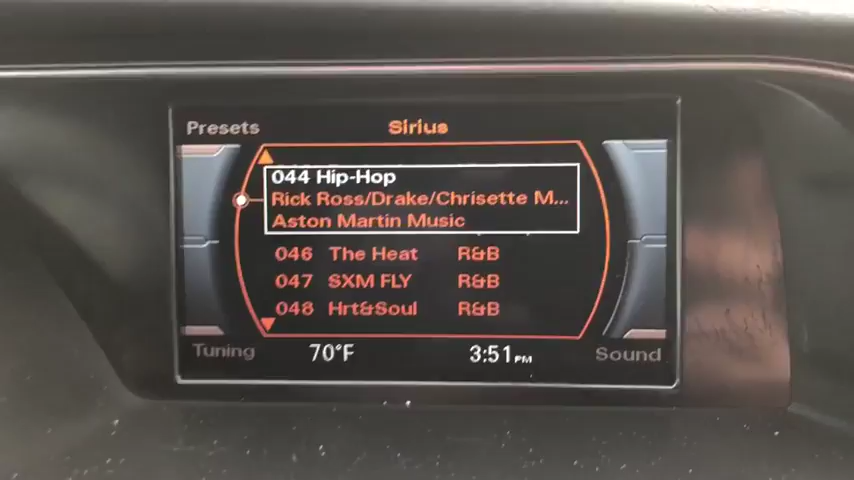 Presets
Sirius
044 Hip-Hop
Rick Ross/Drake/Chrisette M...
Aston Martin Music
046 The Heat R&B
047 SXM FLY R&B
048 Hrt&Soul R&B
Tuning 70°F 3:51PM Sound